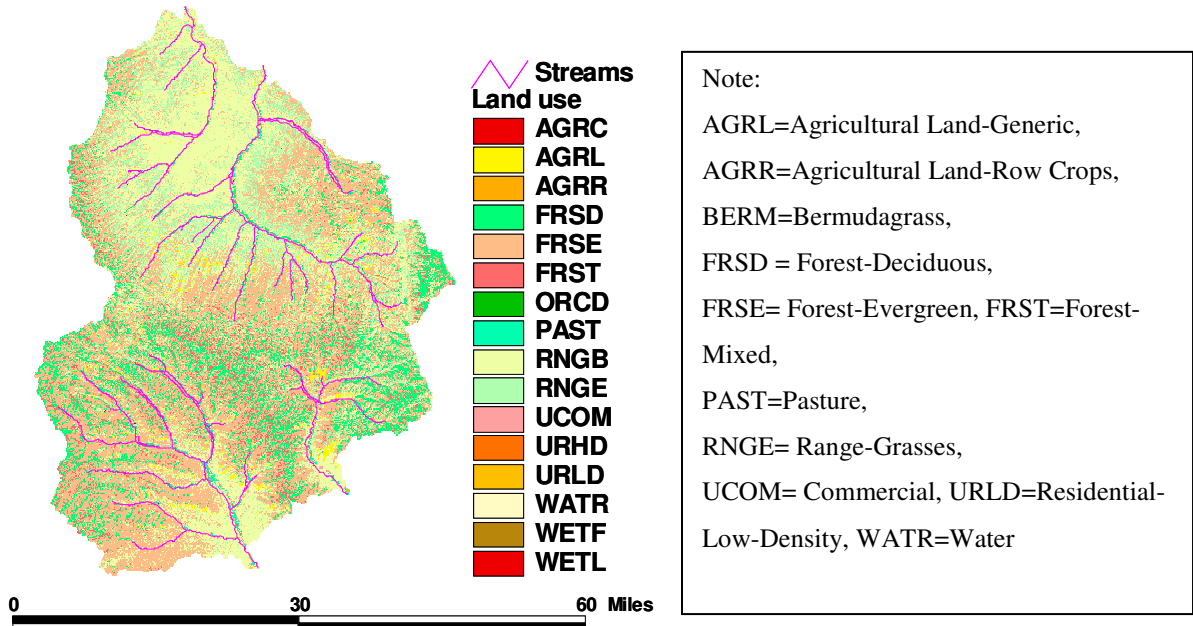 Streams
Land use
AGRC
AGRL
AGRR
FRSD
FRSE
FRST
ORCD
PAST
RNGB
RNGE
UCOM
URHD
URLD
WATR
WETF
WETL
0 30 60 Miles
Note:
AGRL=Agricultural Land-Generic,
AGRR=Agricultural Land-Row Crops,
BERM=Bermudagrass,
FRSD = Forest-Deciduous,
FRSE= Forest-Evergreen, FRST=Forest-
Mixed,
PAST=Pasture,
RNGE= Range-Grasses,
UCOM= Commercial, URLD=Residential-
Low-Density, WATR=Water